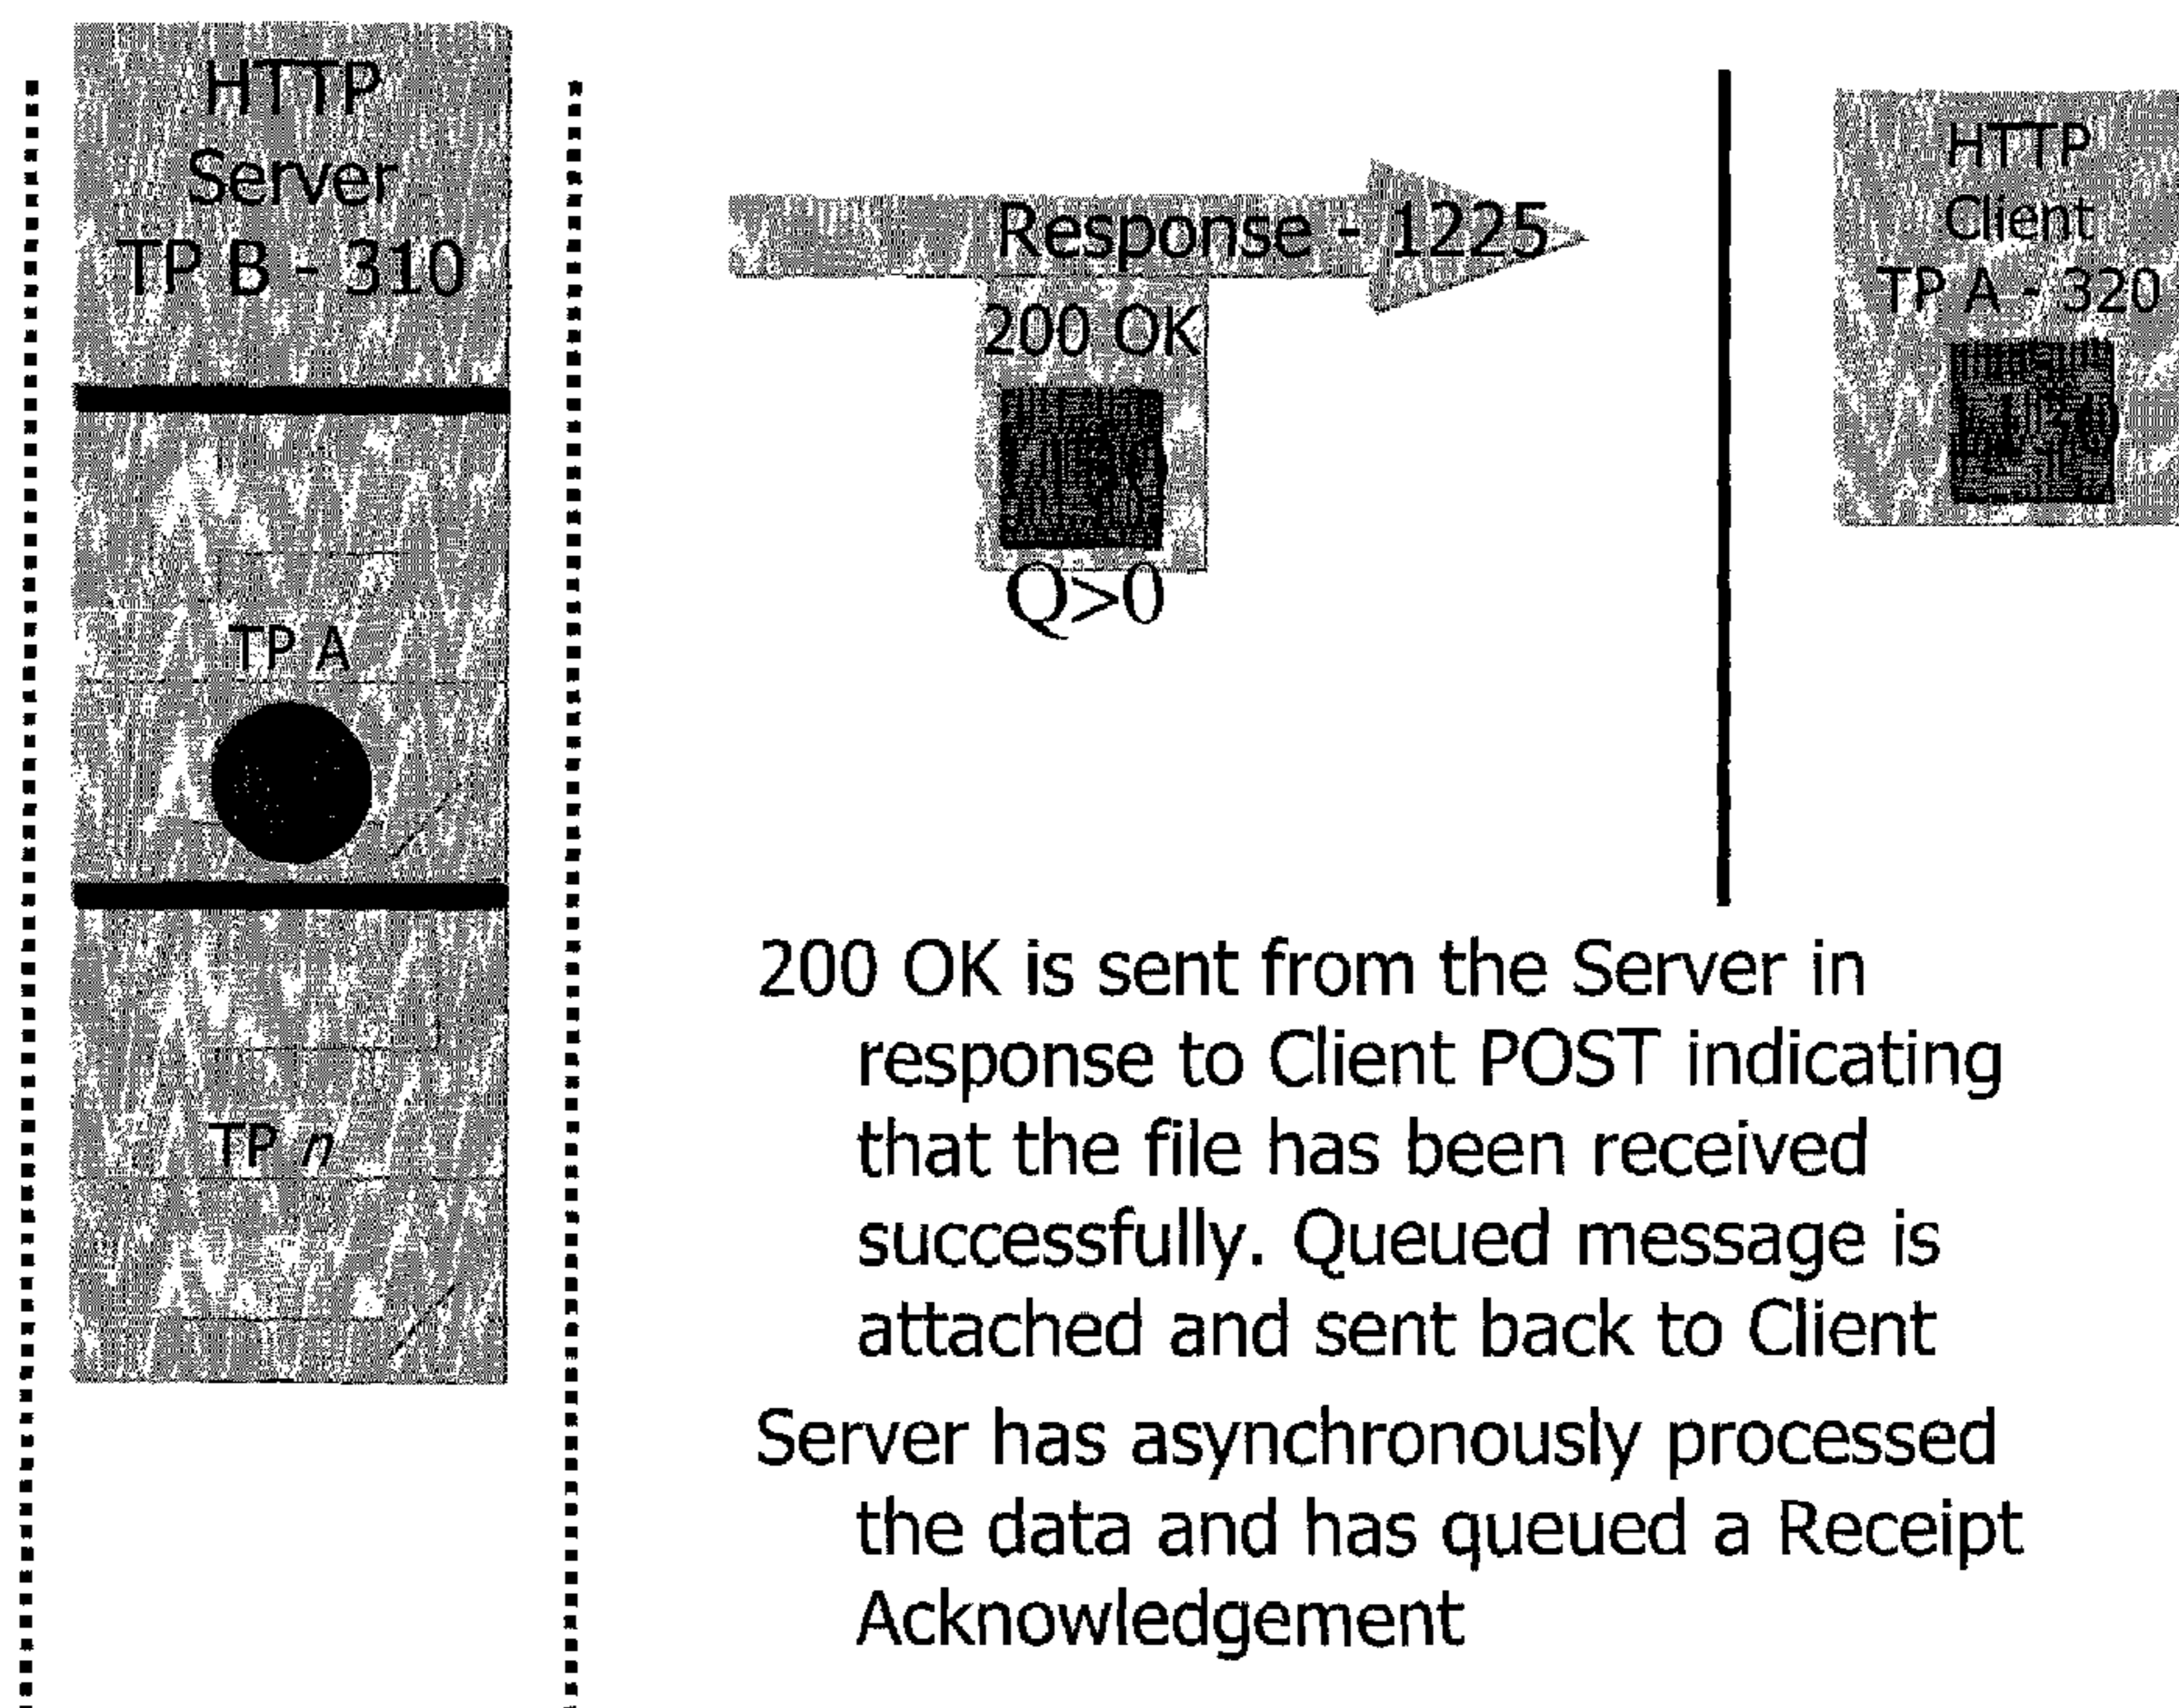 HTTP
Server
TP B - 310
TP A
TP n
Response - 1225
200 OK
Q>0
HTTP
Client
TP A - 320
200 OK is sent from the Server in
response to Client POST indicating
that the file has been received
successfully. Queued message is
attached and sent back to Client
Server has asynchronously processed
the data and has queued a Receipt
Acknowledgement